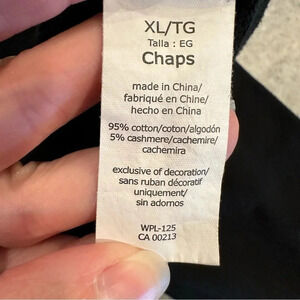 XL/TG
Talla : EG
Chaps
made in China/
fabriqué en Chine/
hecho en China
95% cotton/coton/algodón
5% cashmere/cachemire/
cachemira
exclusive of decoration/
sans ruban décoratif
uniquement/
sin adornos
WPL-125
CA 00213